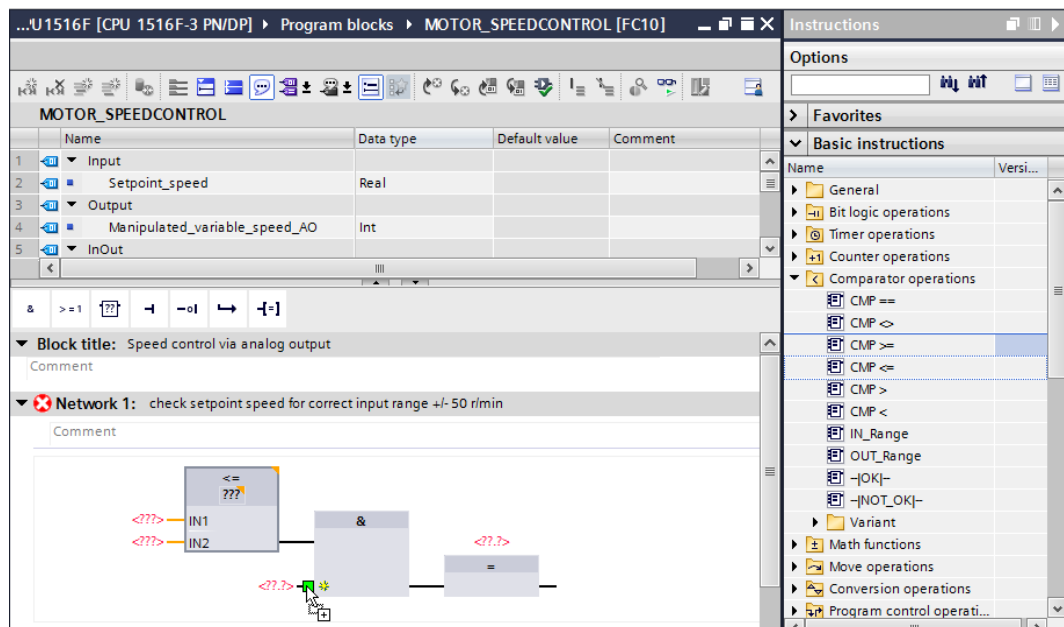 ...'U1516F [CPU 1516F-3 PN/DP] ▸ Program blocks ▸ MOTOR_SPEEDCONTROL [FC10]
MOTOR_SPEEDCONTROL
Name Data type Default value Comment
1 Input
2 Setpoint_speed Real
3 Output
4 Manipulated_variable_speed_AO Int
5 InOut
& >=1 ??
Block title: Speed control via analog output
Comment
Network 1: check setpoint speed for correct input range +/- 50 r/min
Comment
<=
???
<???> IN1
<???> IN2
&
<??.?>
=
<??.?>
Instructions
Options
Favorites
Basic instructions
Name Versi...
General
Bit logic operations
Timer operations
Counter operations
Comparator operations
CMP ==
CMP <>
CMP >=
CMP <=
CMP >
CMP <
IN_Range
OUT_Range
-|OK|-
-|NOT_OK|-
Variant
Math functions
Move operations
Conversion operations
Program control operati...